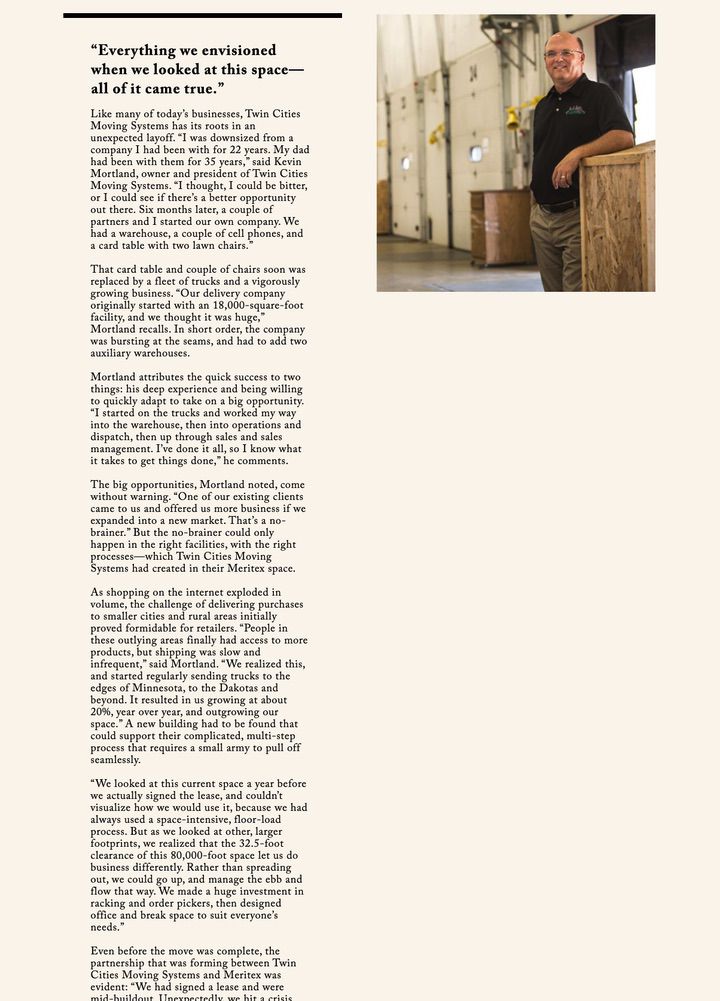 “Everything we envisioned
when we looked at this space—
all of it came true.”
Like many of today’s businesses, Twin Cities
Moving Systems has its roots in an
unexpected layoff. “I was downsized from a
company I had been with for 22 years. My dad
had been with them for 35 years,” said Kevin
Mortland, owner and president of Twin Cities
Moving Systems. “I thought, I could be bitter,
or I could see if there’s a better opportunity
out there. Six months later, a couple of
partners and I started our own company. We
had a warehouse, a couple of cell phones, and
a card table with two lawn chairs.”
That card table and couple of chairs soon was
replaced by a fleet of trucks and a vigorously
growing business. “Our delivery company
originally started with an 18,000-square-foot
facility, and we thought it was huge,”
Mortland recalls. In short order, the company
was bursting at the seams, and had to add two
auxiliary warehouses.
Mortland attributes the quick success to two
things: his deep experience and being willing
to quickly adapt to take on a big opportunity.
“I started on the trucks and worked my way
into the warehouse, then into operations and
dispatch, then up through sales and sales
management. I’ve done it all, so I know what
it takes to get things done,” he comments.
The big opportunities, Mortland noted, come
without warning. “One of our existing clients
came to us and offered us more business if we
expanded into a new market. That’s a no-
brainer.” But the no-brainer could only
happen in the right facilities, with the right
processes—which Twin Cities Moving
Systems had created in their Meritex space.
As shopping on the internet exploded in
volume, the challenge of delivering purchases
to smaller cities and rural areas initially
proved formidable for retailers. “People in
these outlying areas finally had access to more
products, but shipping was slow and
infrequent,” said Mortland. “We realized this,
and started regularly sending trucks to the
edges of Minnesota, to the Dakotas and
beyond. It resulted in us growing at about
20%, year over year, and outgrowing our
space.” A new building had to be found that
could support their complicated, multi-step
process that requires a small army to pull off
seamlessly.
“We looked at this current space a year before
we actually signed the lease, and couldn’t
visualize how we would use it, because we had
always used a space-intensive, floor-load
process. But as we looked at other, larger
footprints, we realized that the 32.5-foot
clearance of this 80,000-foot space let us do
business differently. Rather than spreading
out, we could go up, and manage the ebb and
flow that way. We made a huge investment in
racking and order pickers, then designed
office and break space to suit everyone’s
needs.”
Even before the move was complete, the
partnership that was forming between Twin
Cities Moving Systems and Meritex was
evident: “We had signed a lease and were
mid-buildout. Unexpectedly, we hit a crisis